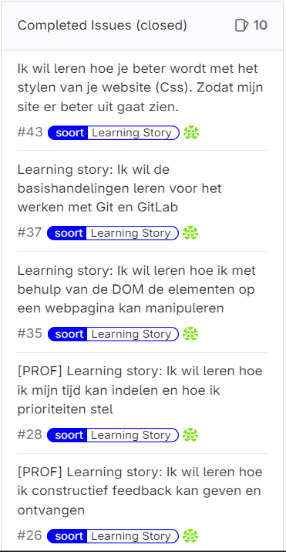 Completed Issues (closed) 10
Ik wil leren hoe je beter wordt met het
stylen van je website (Css). Zodat mijn
site er beter uit gaat zien.
#43 soort Learning Story
Learning story: Ik wil de
basishandelingen leren voor het
werken met Git en GitLab
#37 soort Learning Story
Learning story: Ik wil leren hoe ik met
behulp van de DOM de elementen op
een webpagina kan manipuleren
#35 soort Learning Story
[PROF] Learning story: Ik wil leren hoe
ik mijn tijd kan indelen en hoe ik
prioriteiten stel
#28 soort Learning Story
[PROF] Learning story: Ik wil leren hoe
ik constructief feedback kan geven en
ontvangen
#26 soort Learning Story